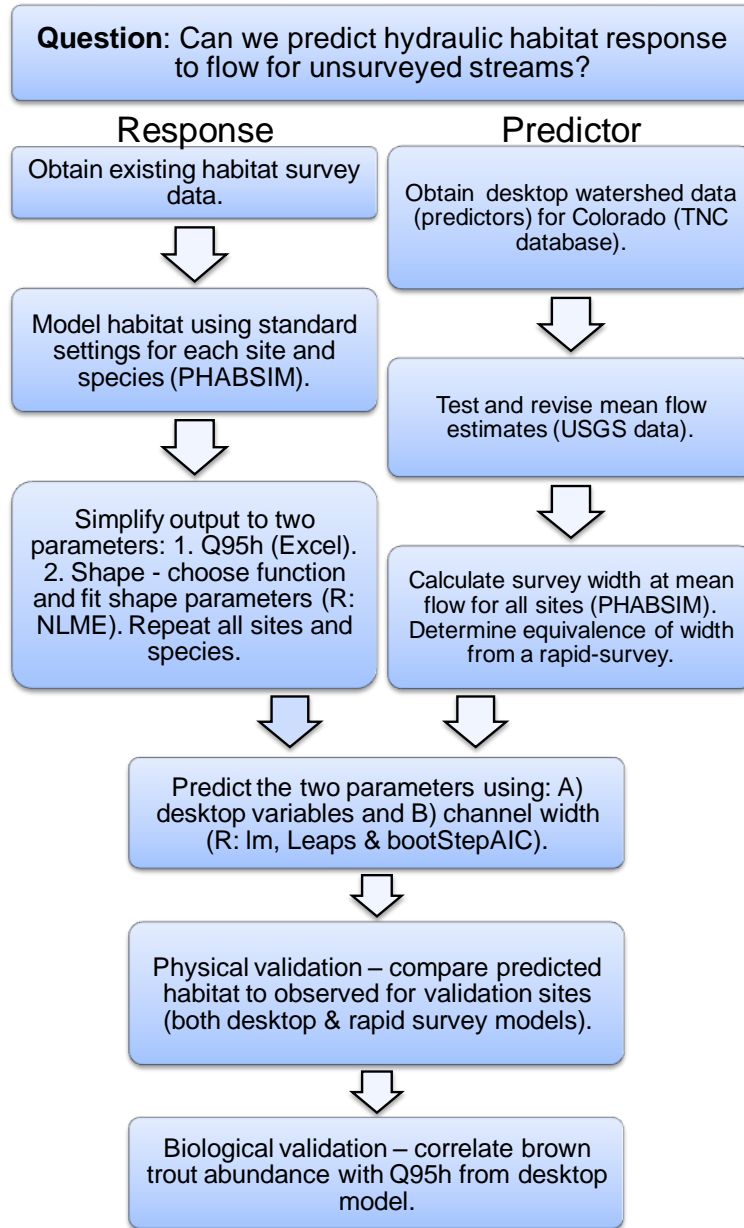 Question: Can we predict hydraulic habitat response
to flow for unsurveyed streams?
Response
Obtain existing habitat survey
data.
Model habitat using standard
settings for each site and
species (PHABSIM).
Simplify output to two
parameters: 1. Q95h (Excel).
2. Shape - choose function
and fit shape parameters (R:
NLME). Repeat all sites and
species.
Predictor
Obtain desktop watershed data
(predictors) for Colorado (TNC
database).
Test and revise mean flow
estimates (USGS data).
Calculate survey width at mean
flow for all sites (PHABSIM).
Determine equivalence of width
from a rapid-survey.
Predict the two parameters using: A)
desktop variables and B) channel width
(R: lm, Leaps & bootStepAIC).
Physical validation – compare predicted
habitat to observed for validation sites
(both desktop & rapid survey models).
Biological validation – correlate brown
trout abundance with Q95h from desktop
model.